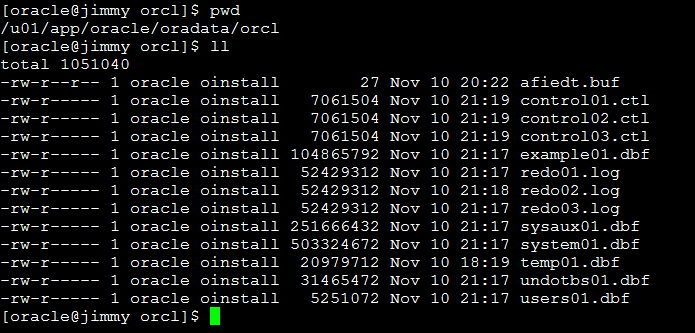 [oracle@jimmy orcl]$ pwd
/u01/app/oracle/oradata/orcl
[oracle@jimmy orcl]$ ll
total 1051040
-rw-r--r-- 1 oracle oinstall        27 Nov 10 20:22 afiedt.buf
-rw-r----- 1 oracle oinstall   7061504 Nov 10 21:19 control01.ctl
-rw-r----- 1 oracle oinstall   7061504 Nov 10 21:19 control02.ctl
-rw-r----- 1 oracle oinstall   7061504 Nov 10 21:19 control03.ctl
-rw-r----- 1 oracle oinstall 104865792 Nov 10 21:17 example01.dbf
-rw-r----- 1 oracle oinstall  52429312 Nov 10 21:17 redo01.log
-rw-r----- 1 oracle oinstall  52429312 Nov 10 21:18 redo02.log
-rw-r----- 1 oracle oinstall  52429312 Nov 10 21:17 redo03.log
-rw-r----- 1 oracle oinstall 251666432 Nov 10 21:17 sysaux01.dbf
-rw-r----- 1 oracle oinstall 503324672 Nov 10 21:17 system01.dbf
-rw-r----- 1 oracle oinstall  20979712 Nov 10 18:19 temp01.dbf
-rw-r----- 1 oracle oinstall  31465472 Nov 10 21:17 undotbs01.dbf
-rw-r----- 1 oracle oinstall   5251072 Nov 10 21:17 users01.dbf
[oracle@jimmy orcl]$